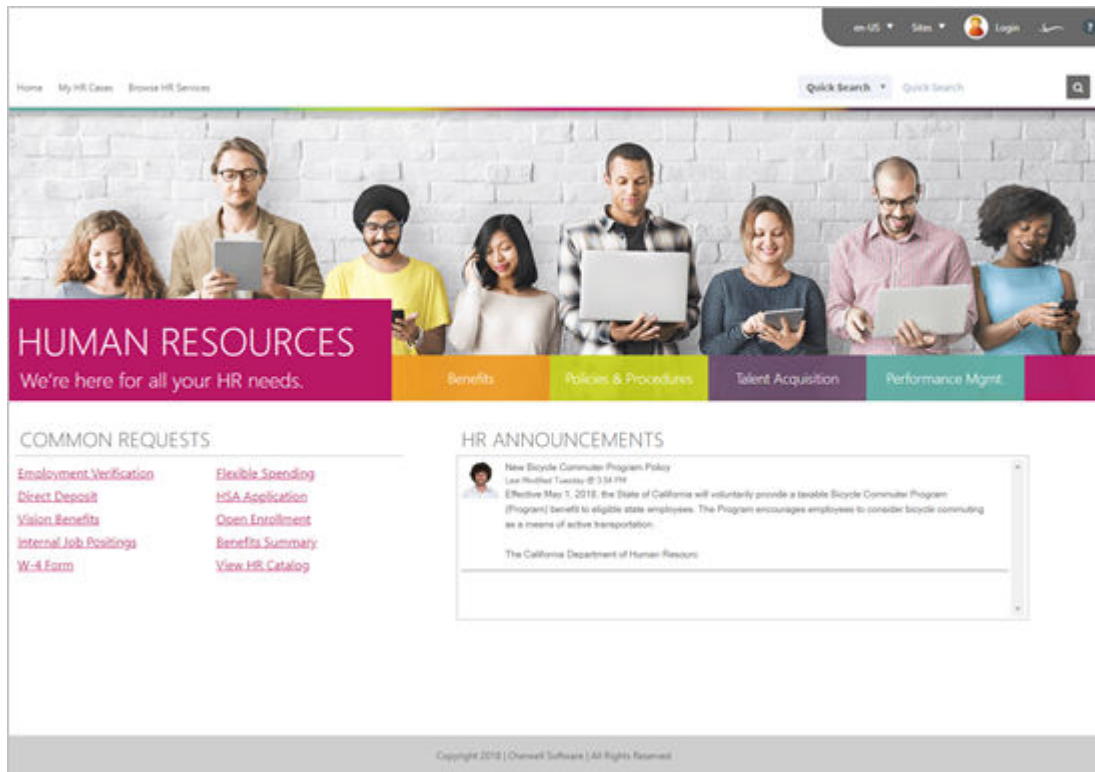 en-US Sites Login ?
Home My HR Cases Browse HR Services Quick Search Quick Search
HUMAN RESOURCES
We're here for all your HR needs.
Benefits Policies & Procedures Talent Acquisition Performance Mgmt.
COMMON REQUESTS
Employment Verification Flexible Spending
Direct Deposit HSA Application
Vision Benefits Open Enrollment
Internal Job Positings Benefits Summary
W-4 Form View HR Catalog
HR ANNOUNCEMENTS
New Bicycle Commuter Program Policy
Last Modified Tuesday @ 3:34 PM
Effective May 1, 2018, the State of California will voluntarily provide a taxable Bicycle Commuter Program
(Program) benefit to eligible state employees. The Program encourages employees to consider bicycle commuting
as a means of active transportation.
The California Department of Human Resourc
Copyright 2018 | Cherwell Software | All Rights Reserved